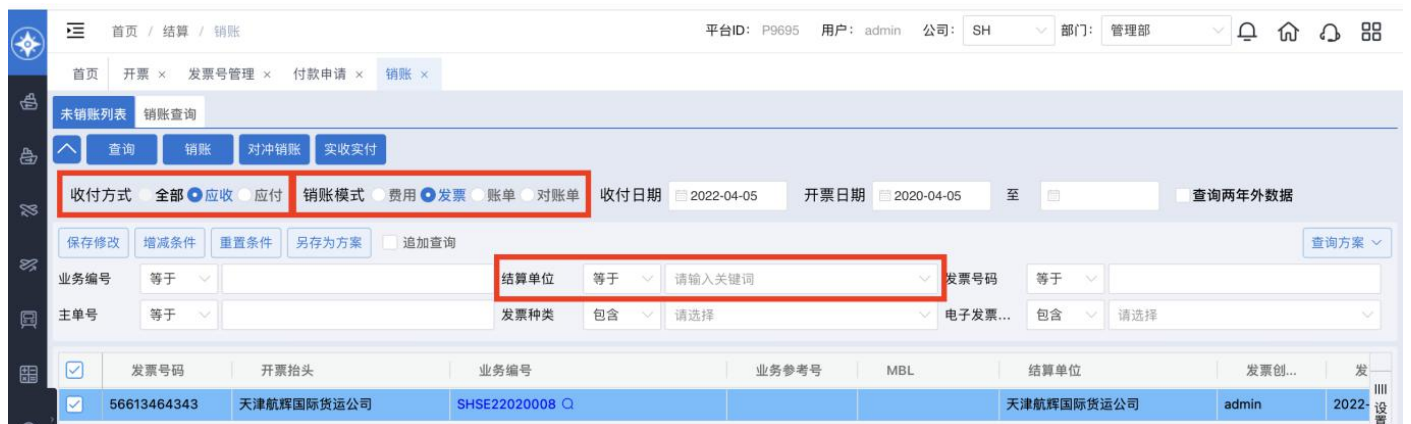 首页 / 结算 / 销账 平台ID: P9695 用户: admin 公司: SH 部门: 管理部
首页 开票 × 发票号管理 × 付款申请 × 销账 ×
未销账列表 销账查询
查询 销账 对冲销账 实收实付
收付方式 全部 应收 应付 销账模式 费用 发票 账单 对账单 收付日期 2022-04-05 开票日期 2020-04-05 至 查询两年外数据
保存修改 增减条件 重置条件 另存为方案 追加查询 查询方案
业务编号 等于 结算单位 等于 请输入关键词 发票号码 等于
主单号 等于 发票种类 包含 请选择 电子发票... 包含 请选择
发票号码 开票抬头 业务编号 业务参考号 MBL 结算单位 发票创... 发
56613464343 天津航辉国际货运公司 SHSE22020008 天津航辉国际货运公司 admin 2022-
设置